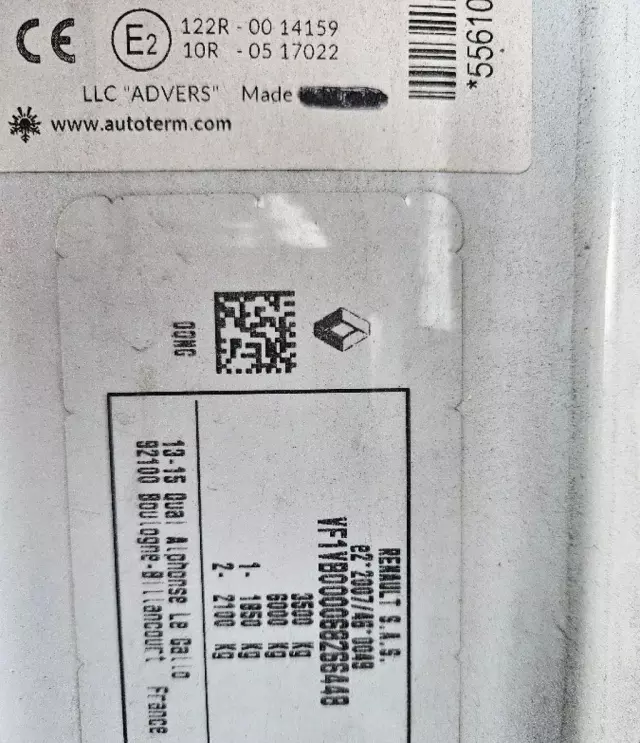 CE E2 122R - 00 14159
10R - 05 17022
LLC "ADVERS" Made
www.autoterm.com
*55610
RENAULT S.A.S.
e2*2007/46*0049
3500 Kg
6000 Kg
1- 1850 Kg
2- 2100 Kg
13-15 Quai Alphonse Le Gallo
92100 Boulogne-Billancourt France